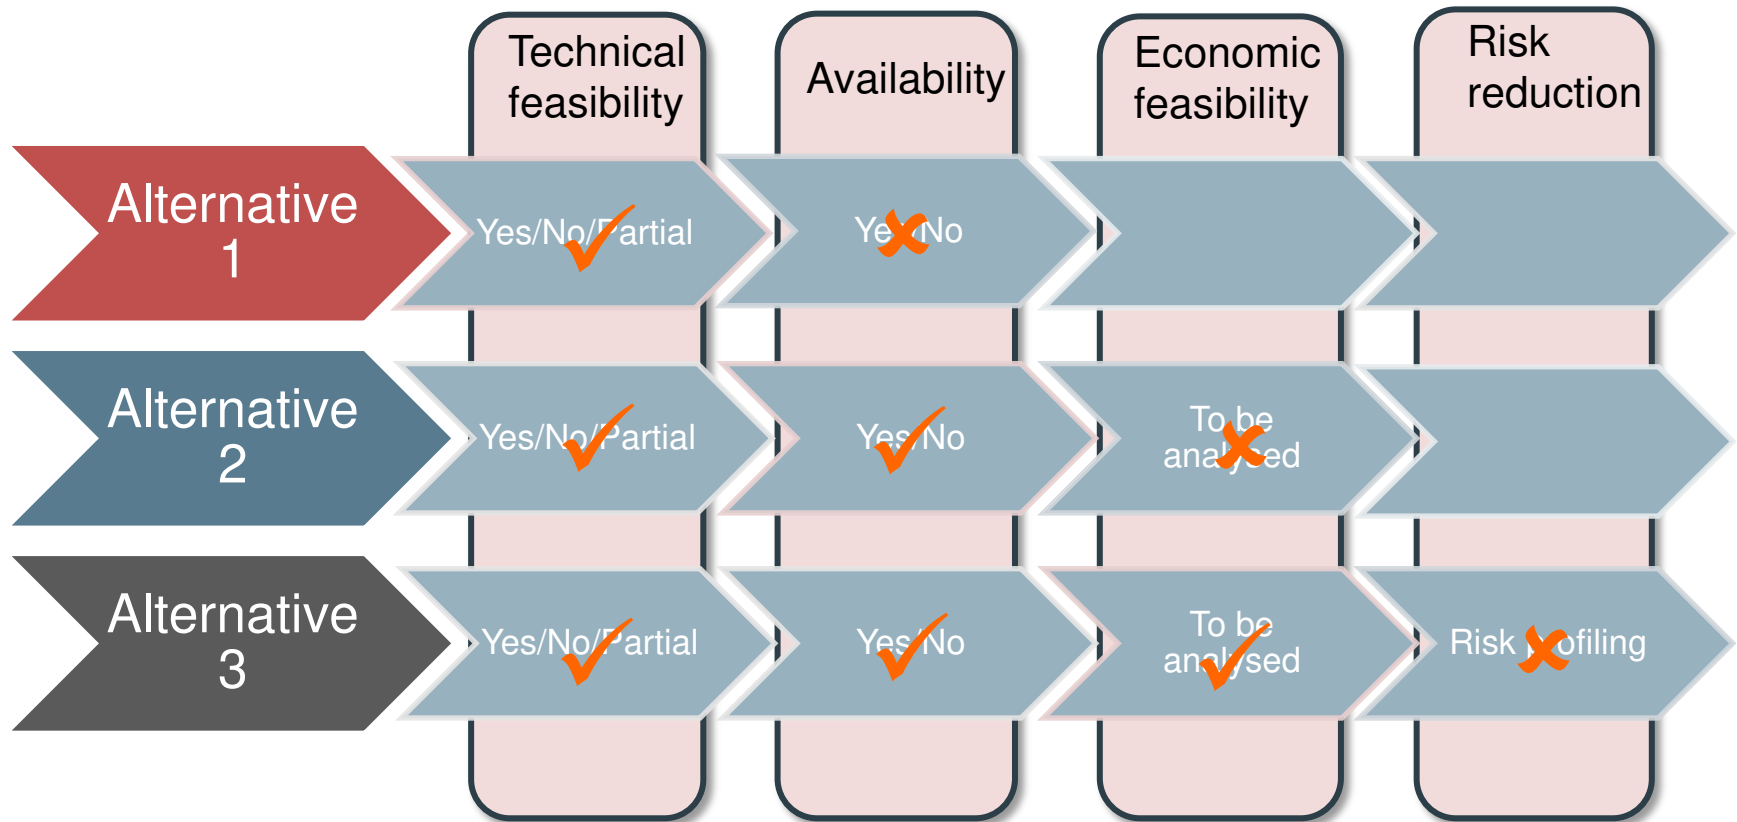 Technical
feasibility
Availability
Economic
feasibility
Risk
reduction
Alternative
1
Yes/No/Partial
Yes/No
Alternative
2
Yes/No/Partial
Yes/No
To be
analysed
Alternative
3
Yes/No/Partial
Yes/No
To be
analysed
Risk profiling